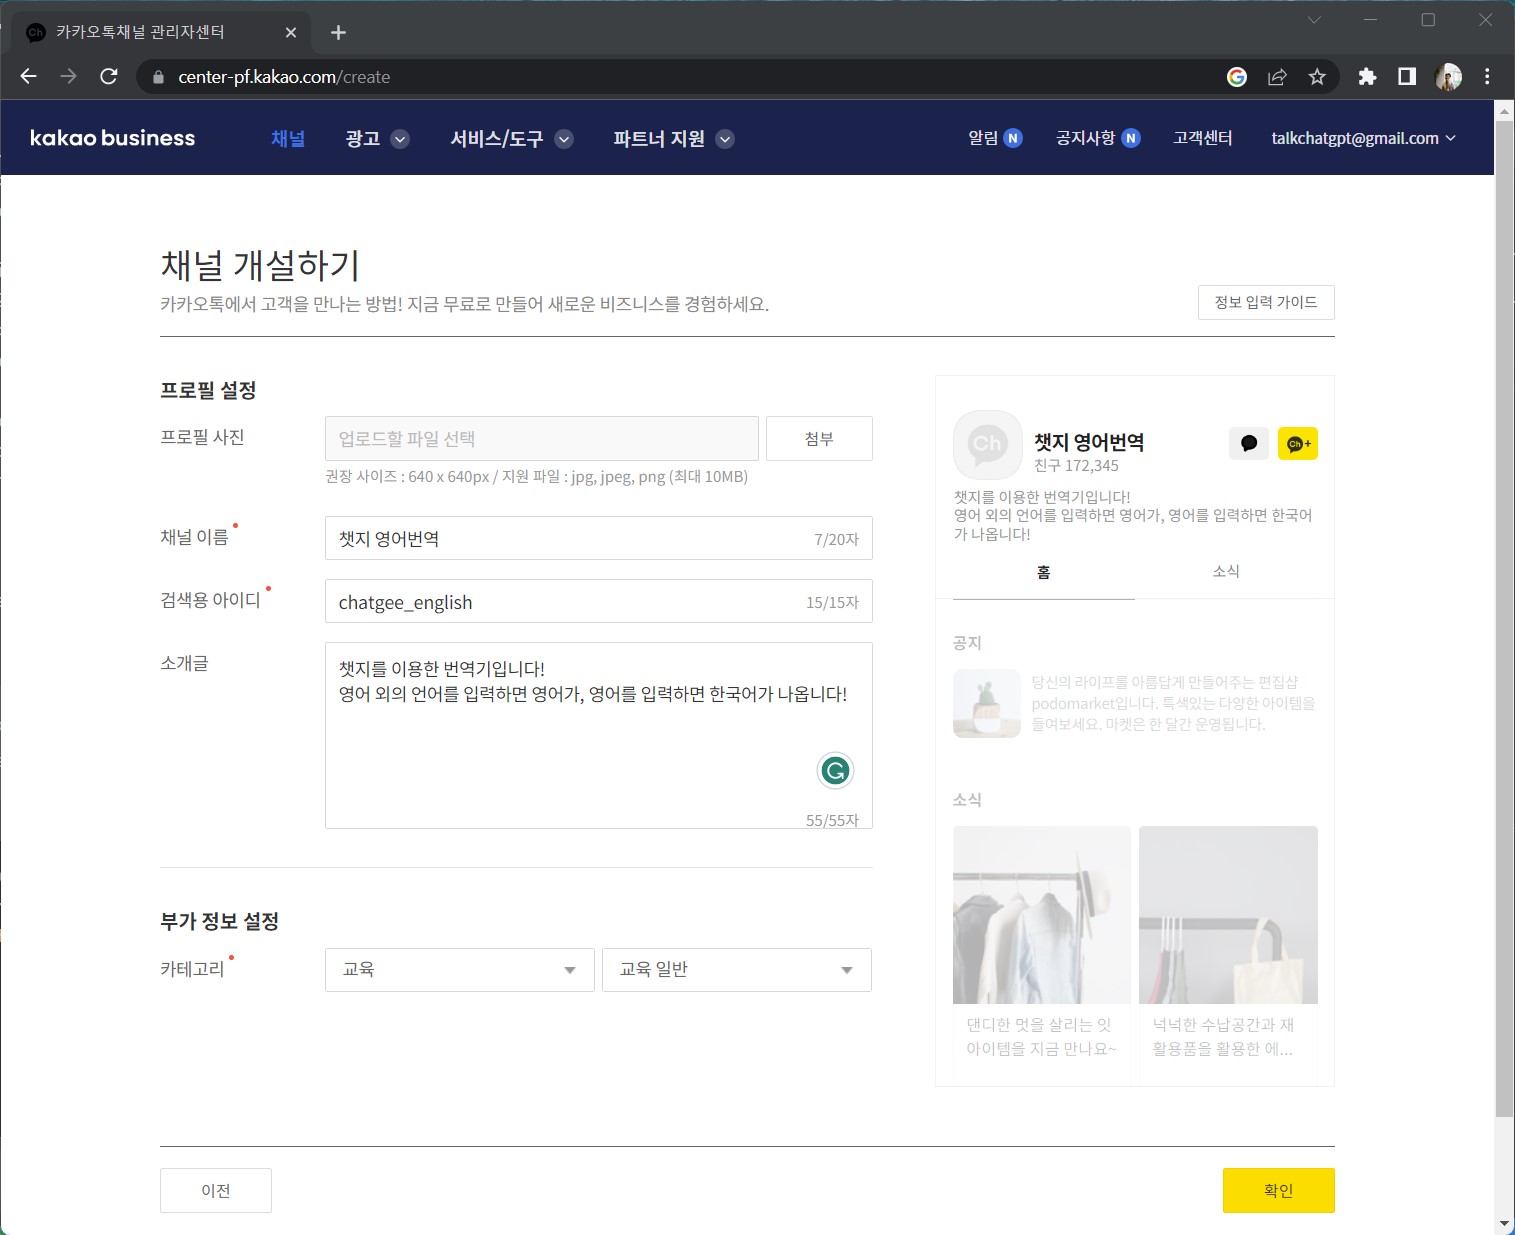 Ch 카카오톡채널 관리자센터
center-pf.kakao.com/create
kakao business 채널 광고 서비스/도구 파트너 지원 알림 N 공지사항 N 고객센터 talkchatgpt@gmail.com
채널 개설하기
카카오톡에서 고객을 만나는 방법! 지금 무료로 만들어 새로운 비즈니스를 경험하세요.
정보 입력 가이드
프로필 설정
프로필 사진
업로드할 파일 선택
첨부
권장 사이즈 : 640 x 640px / 지원 파일 : jpg, jpeg, png (최대 10MB)
채널 이름
챗지 영어번역
7/20자
검색용 아이디
chatgee_english
15/15자
소개글
챗지를 이용한 번역기입니다!
영어 외의 언어를 입력하면 영어가, 영어를 입력하면 한국어가 나옵니다!
55/55자
부가 정보 설정
카테고리
교육
교육 일반
Ch
챗지 영어번역
친구 172,345
Ch+
챗지를 이용한 번역기입니다!
영어 외의 언어를 입력하면 영어가, 영어를 입력하면 한국어
가 나옵니다!
홈
소식
공지
당신의 라이프를 아름답게 만들어주는 편집샵
podomarket입니다. 특색있는 다양한 아이템을
들여보세요. 마켓은 한 달간 운영됩니다.
소식
댄디한 멋을 살리는 잇
아이템을 지금 만나요~
넉넉한 수납공간과 재
활용품을 활용한 에...
이전
확인